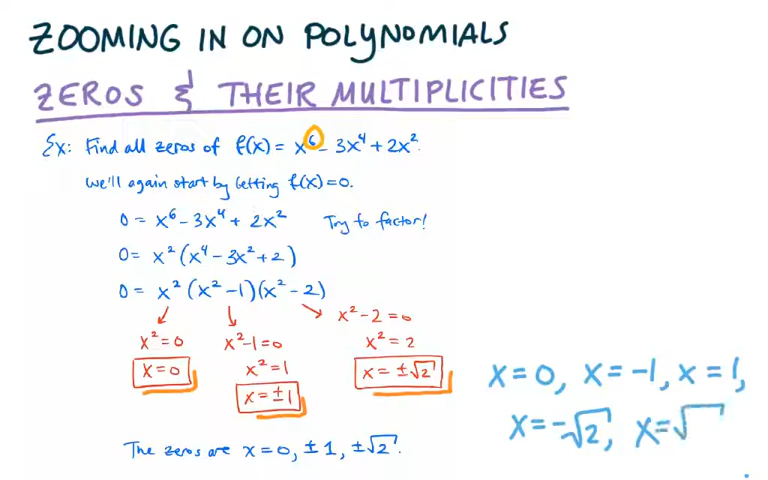 ZOOMING IN ON POLYNOMIALS
ZEROS & THEIR MULTIPLICITIES
Ex: Find all zeros of f(x) = x⁶ - 3x⁴ + 2x².
We'll again start by letting f(x) = 0.
0 = x⁶ - 3x⁴ + 2x² Try to factor!
0 = x² (x⁴ - 3x² + 2)
0 = x² (x² - 1)(x² - 2)
x² = 0
x = 0
x² - 1 = 0
x² = 1
x = ±1
x² - 2 = 0
x² = 2
x = ±√2
x = 0, x = -1, x = 1,
x = -√2, x = √
The zeros are x = 0, ±1, ±√2.